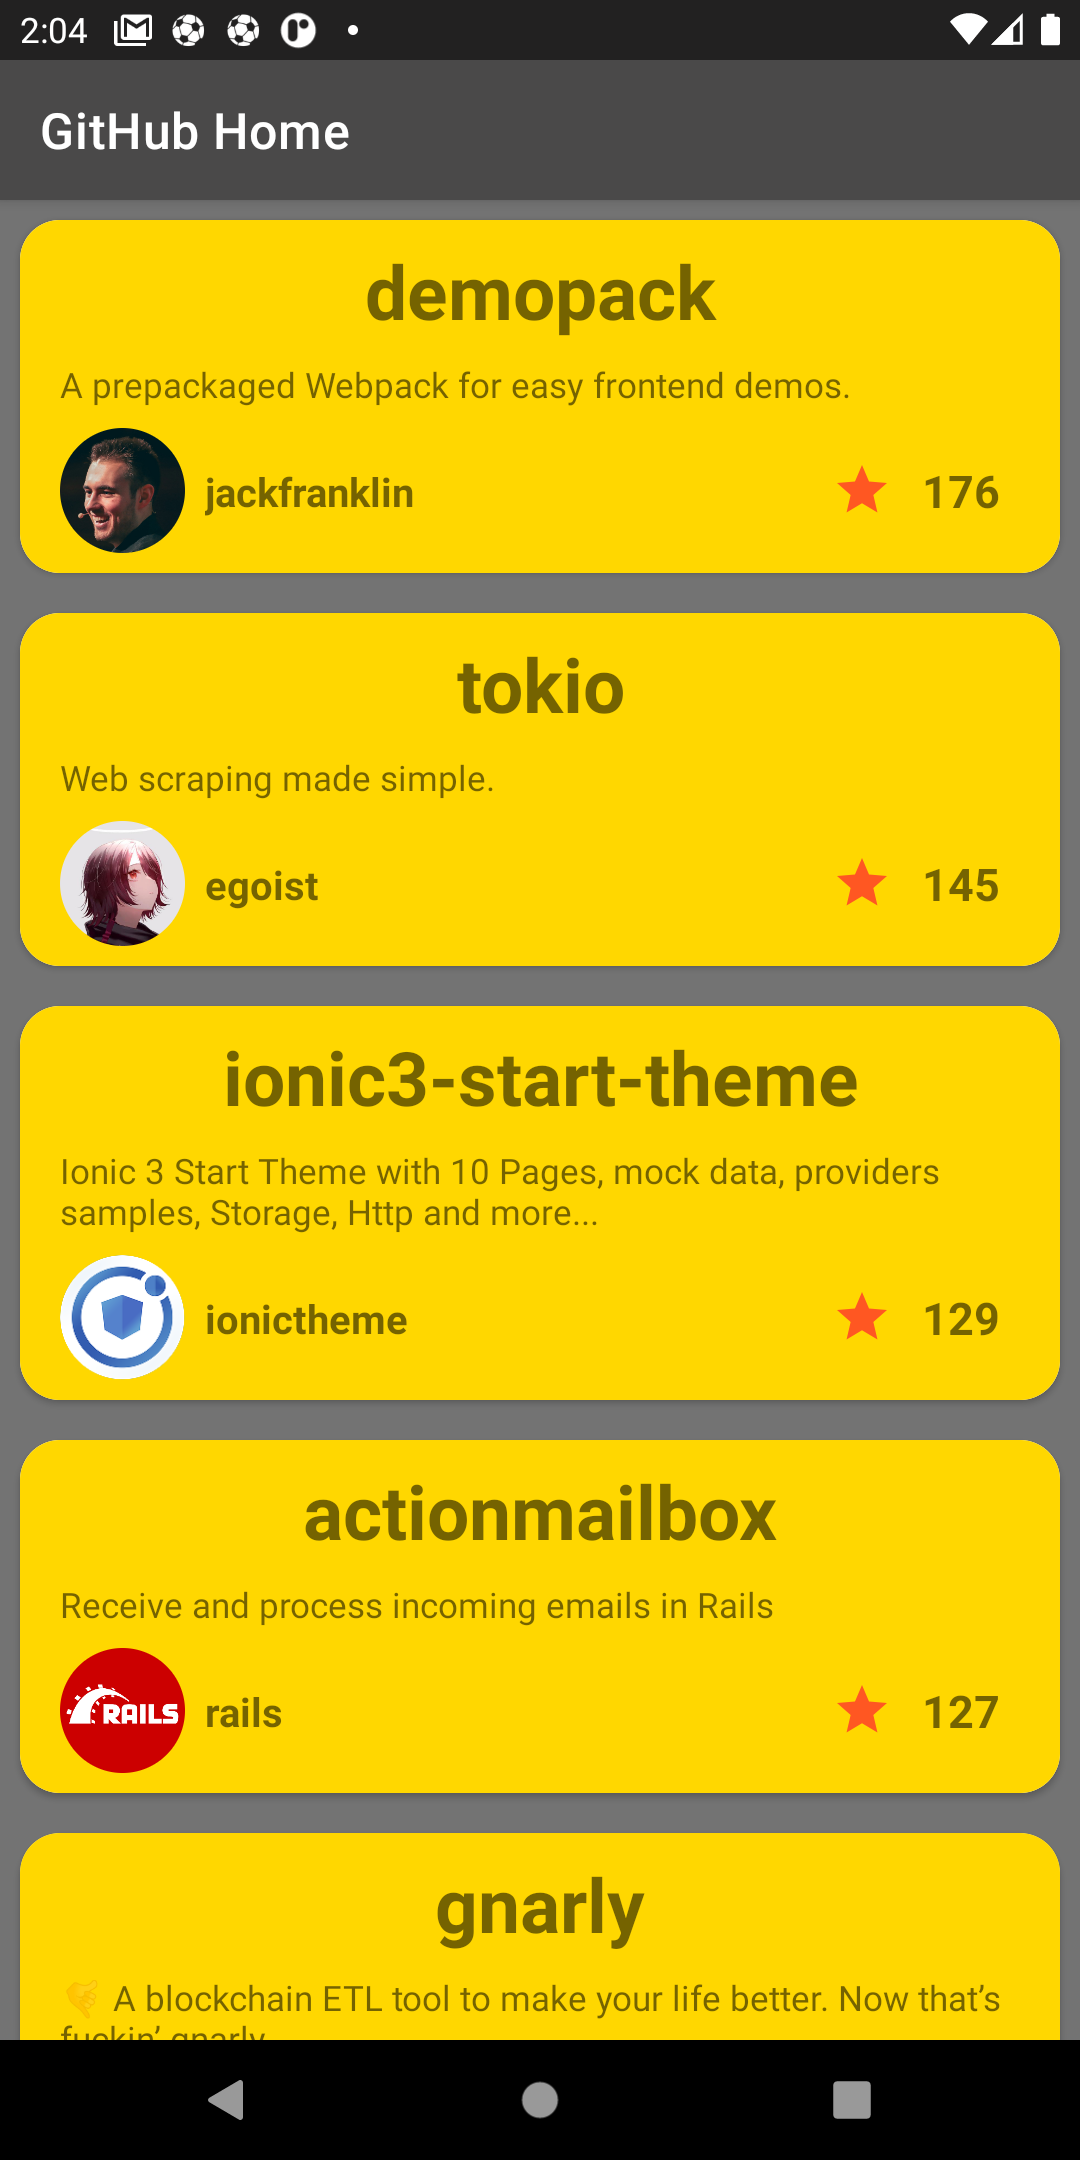 2:04
GitHub Home
demopack
A prepackaged Webpack for easy frontend demos.
jackfranklin
176
tokio
Web scraping made simple.
egoist
145
ionic3-start-theme
Ionic 3 Start Theme with 10 Pages, mock data, providers
samples, Storage, Http and more...
ionictheme
129
actionmailbox
Receive and process incoming emails in Rails
RAILS
rails
127
gnarly
🤙 A blockchain ETL tool to make your life better. Now that’s
fuckin’ gnarly